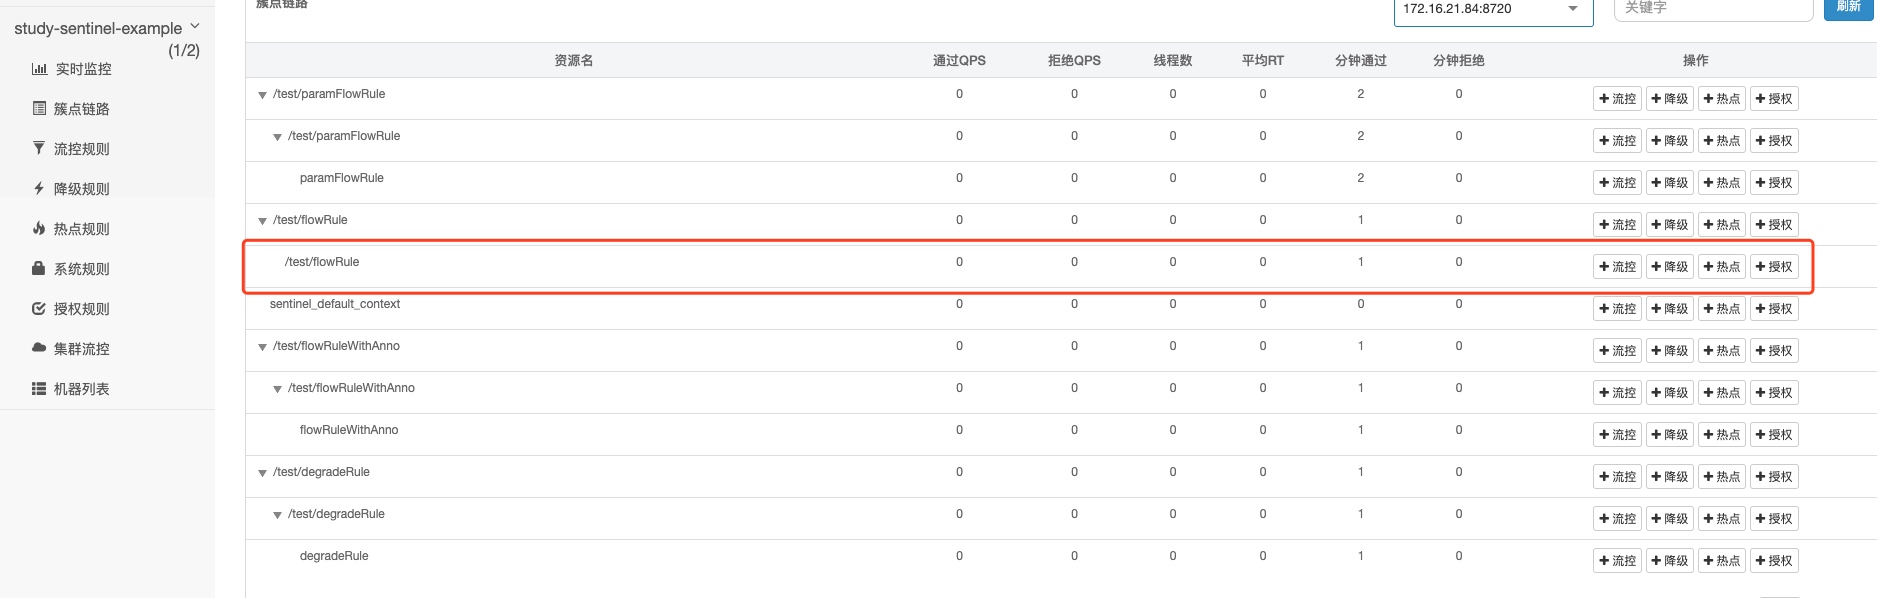 study-sentinel-example
(1/2)
实时监控
簇点链路
流控规则
降级规则
热点规则
系统规则
授权规则
集群流控
机器列表
簇点链路 172.16.21.84:8720 关键字 刷新
资源名 通过QPS 拒绝QPS 线程数 平均RT 分钟通过 分钟拒绝 操作
/test/paramFlowRule 0 0 0 0 2 0 流控 降级 热点 授权
/test/paramFlowRule 0 0 0 0 2 0 流控 降级 热点 授权
paramFlowRule 0 0 0 0 2 0 流控 降级 热点 授权
/test/flowRule 0 0 0 0 1 0 流控 降级 热点 授权
/test/flowRule 0 0 0 0 1 0 流控 降级 热点 授权
sentinel_default_context 0 0 0 0 0 0 流控 降级 热点 授权
/test/flowRuleWithAnno 0 0 0 0 1 0 流控 降级 热点 授权
/test/flowRuleWithAnno 0 0 0 0 1 0 流控 降级 热点 授权
flowRuleWithAnno 0 0 0 0 1 0 流控 降级 热点 授权
/test/degradeRule 0 0 0 0 1 0 流控 降级 热点 授权
/test/degradeRule 0 0 0 0 1 0 流控 降级 热点 授权
degradeRule 0 0 0 0 1 0 流控 降级 热点 授权